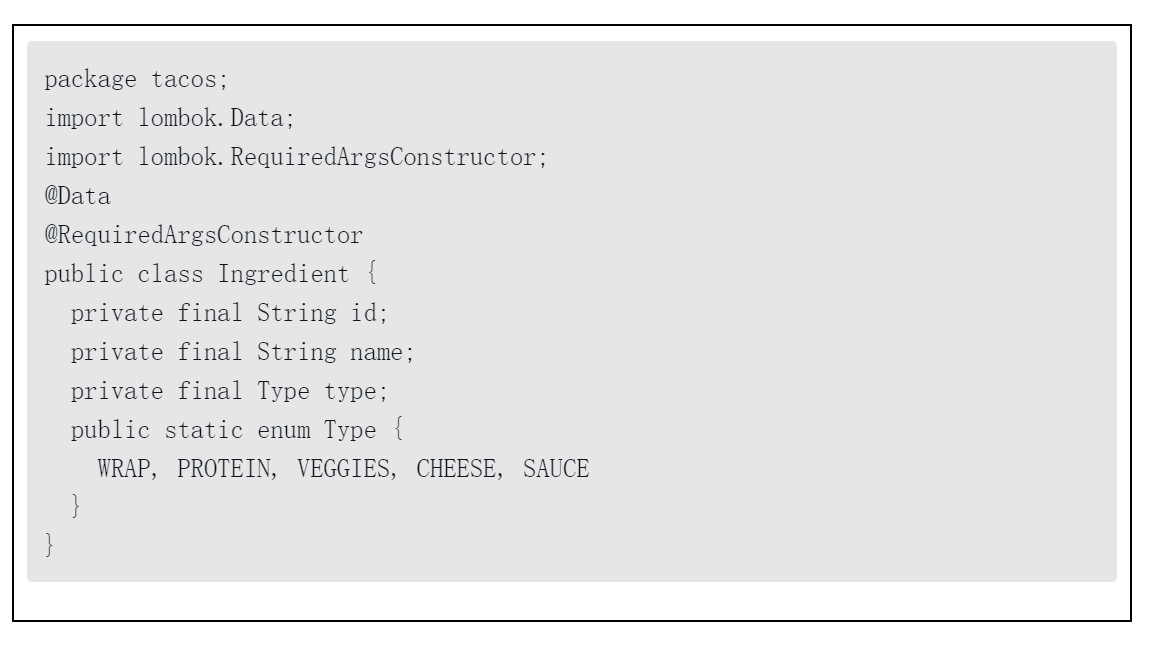 package tacos;
import lombok.Data;
import lombok.RequiredArgsConstructor;
@Data
@RequiredArgsConstructor
public class Ingredient {
  private final String id;
  private final String name;
  private final Type type;
  public static enum Type {
    WRAP, PROTEIN, VEGGIES, CHEESE, SAUCE
  }
}